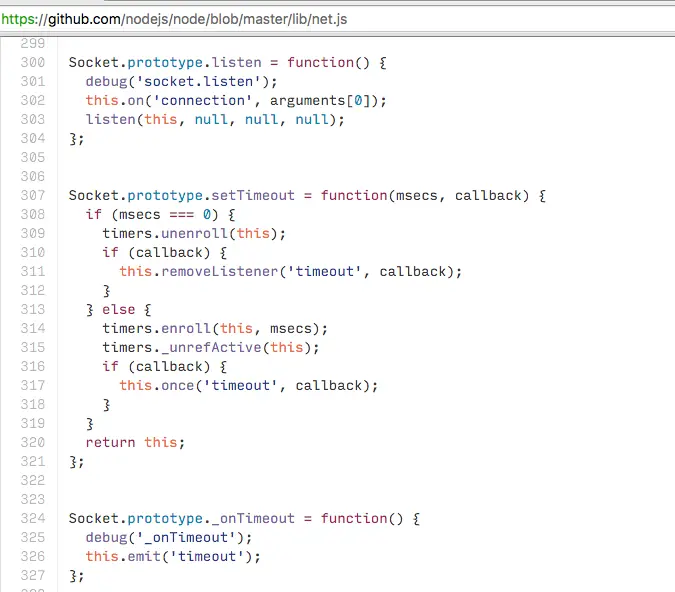 https://github.com/nodejs/node/blob/master/lib/net.js
299
300 Socket.prototype.listen = function() {
301   debug('socket.listen');
302   this.on('connection', arguments[0]);
303   listen(this, null, null, null);
304 };
305
306
307 Socket.prototype.setTimeout = function(msecs, callback) {
308   if (msecs === 0) {
309     timers.unenroll(this);
310     if (callback) {
311       this.removeListener('timeout', callback);
312     }
313   } else {
314     timers.enroll(this, msecs);
315     timers._unrefActive(this);
316     if (callback) {
317       this.once('timeout', callback);
318     }
319   }
320   return this;
321 };
322
323
324 Socket.prototype._onTimeout = function() {
325   debug('_onTimeout');
326   this.emit('timeout');
327 };